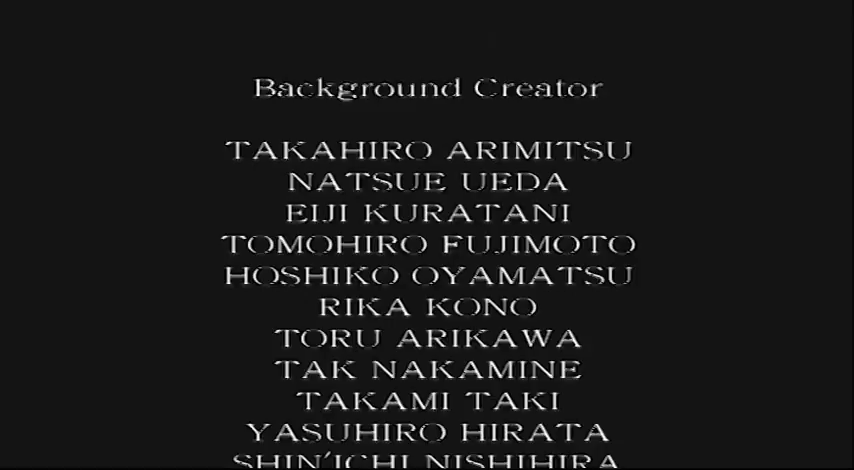 Background Creator
TAKAHIRO ARIMITSU
NATSUE UEDA
EIJI KURATANI
TOMOHIRO FUJIMOTO
HOSHIKO OYAMATSU
RIKA KONO
TORU ARIKAWA
TAK NAKAMINE
TAKAMI TAKI
YASUHIRO HIRATA
SHIN'ICHI NISHIHIRA